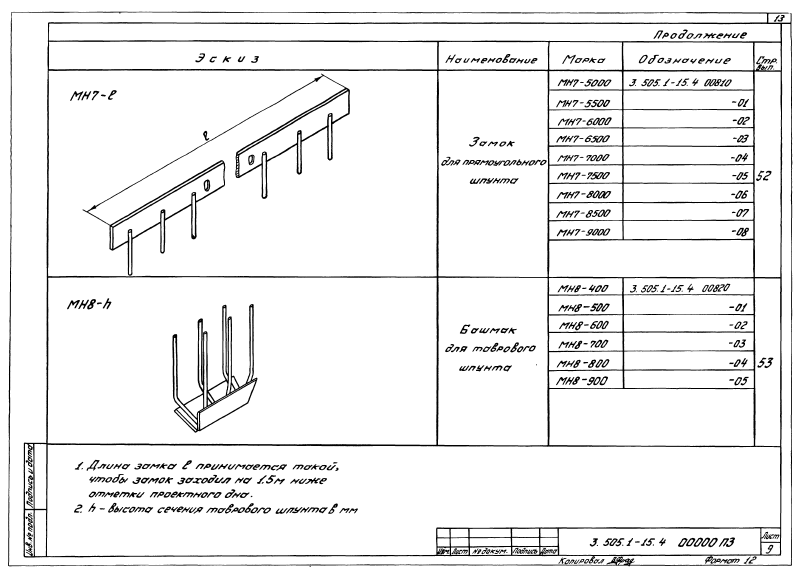 13
Продолжение
Эскиз Наименование Марка Обозначение Стр. вып.
МН7-ℓ
ℓ
Замок
для прямоугольного
шпунта
МН7-5000 3.505.1-15.4 00810
МН7-5500 -01
МН7-6000 -02
МН7-6500 -03
МН7-7000 -04
МН7-7500 -05
МН7-8000 -06
МН7-8500 -07
МН7-9000 -08
52
МН8-h
Башмак
для таврового
шпунта
МН8-400 3.505.1-15.4 00820
МН8-500 -01
МН8-600 -02
МН8-700 -03
МН8-800 -04
МН8-900 -05
53
1. Длина замка ℓ принимается такой,
чтобы замок заходил на 1.5м ниже
отметки проектного дна.
2. h - высота сечения таврового шпунта в мм
Инв.№подл. Подпись и дата
Изм. Лист № докум. Подпись Дата
3.505.1-15.4 00000 ПЗ
Лист
9
Копировал
Формат 12